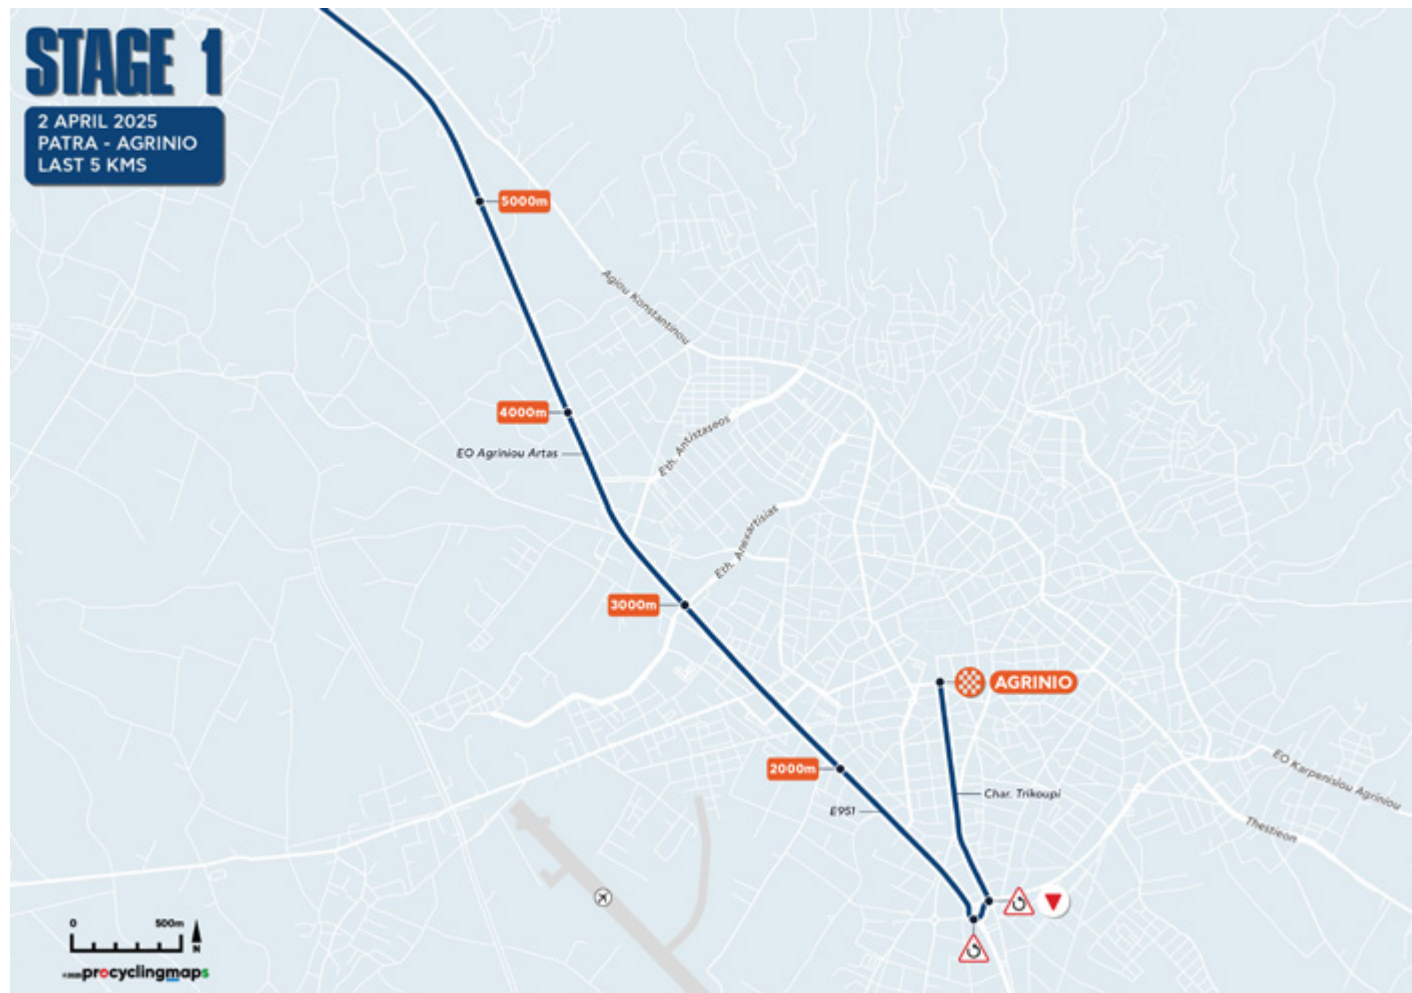 STAGE 1
2 APRIL 2025
PATRA - AGRINIO
LAST 5 KMS
5000m
Agiou Konstantinou
4000m
Eth. Antistaseos
EO Agriniou Artas
Eth. Anexartisias
3000m
AGRINIO
2000m
EO Karpenisiou Agriniou
Char. Trikoupi
E951
Thestieon
0 500m
N
procyclingmaps